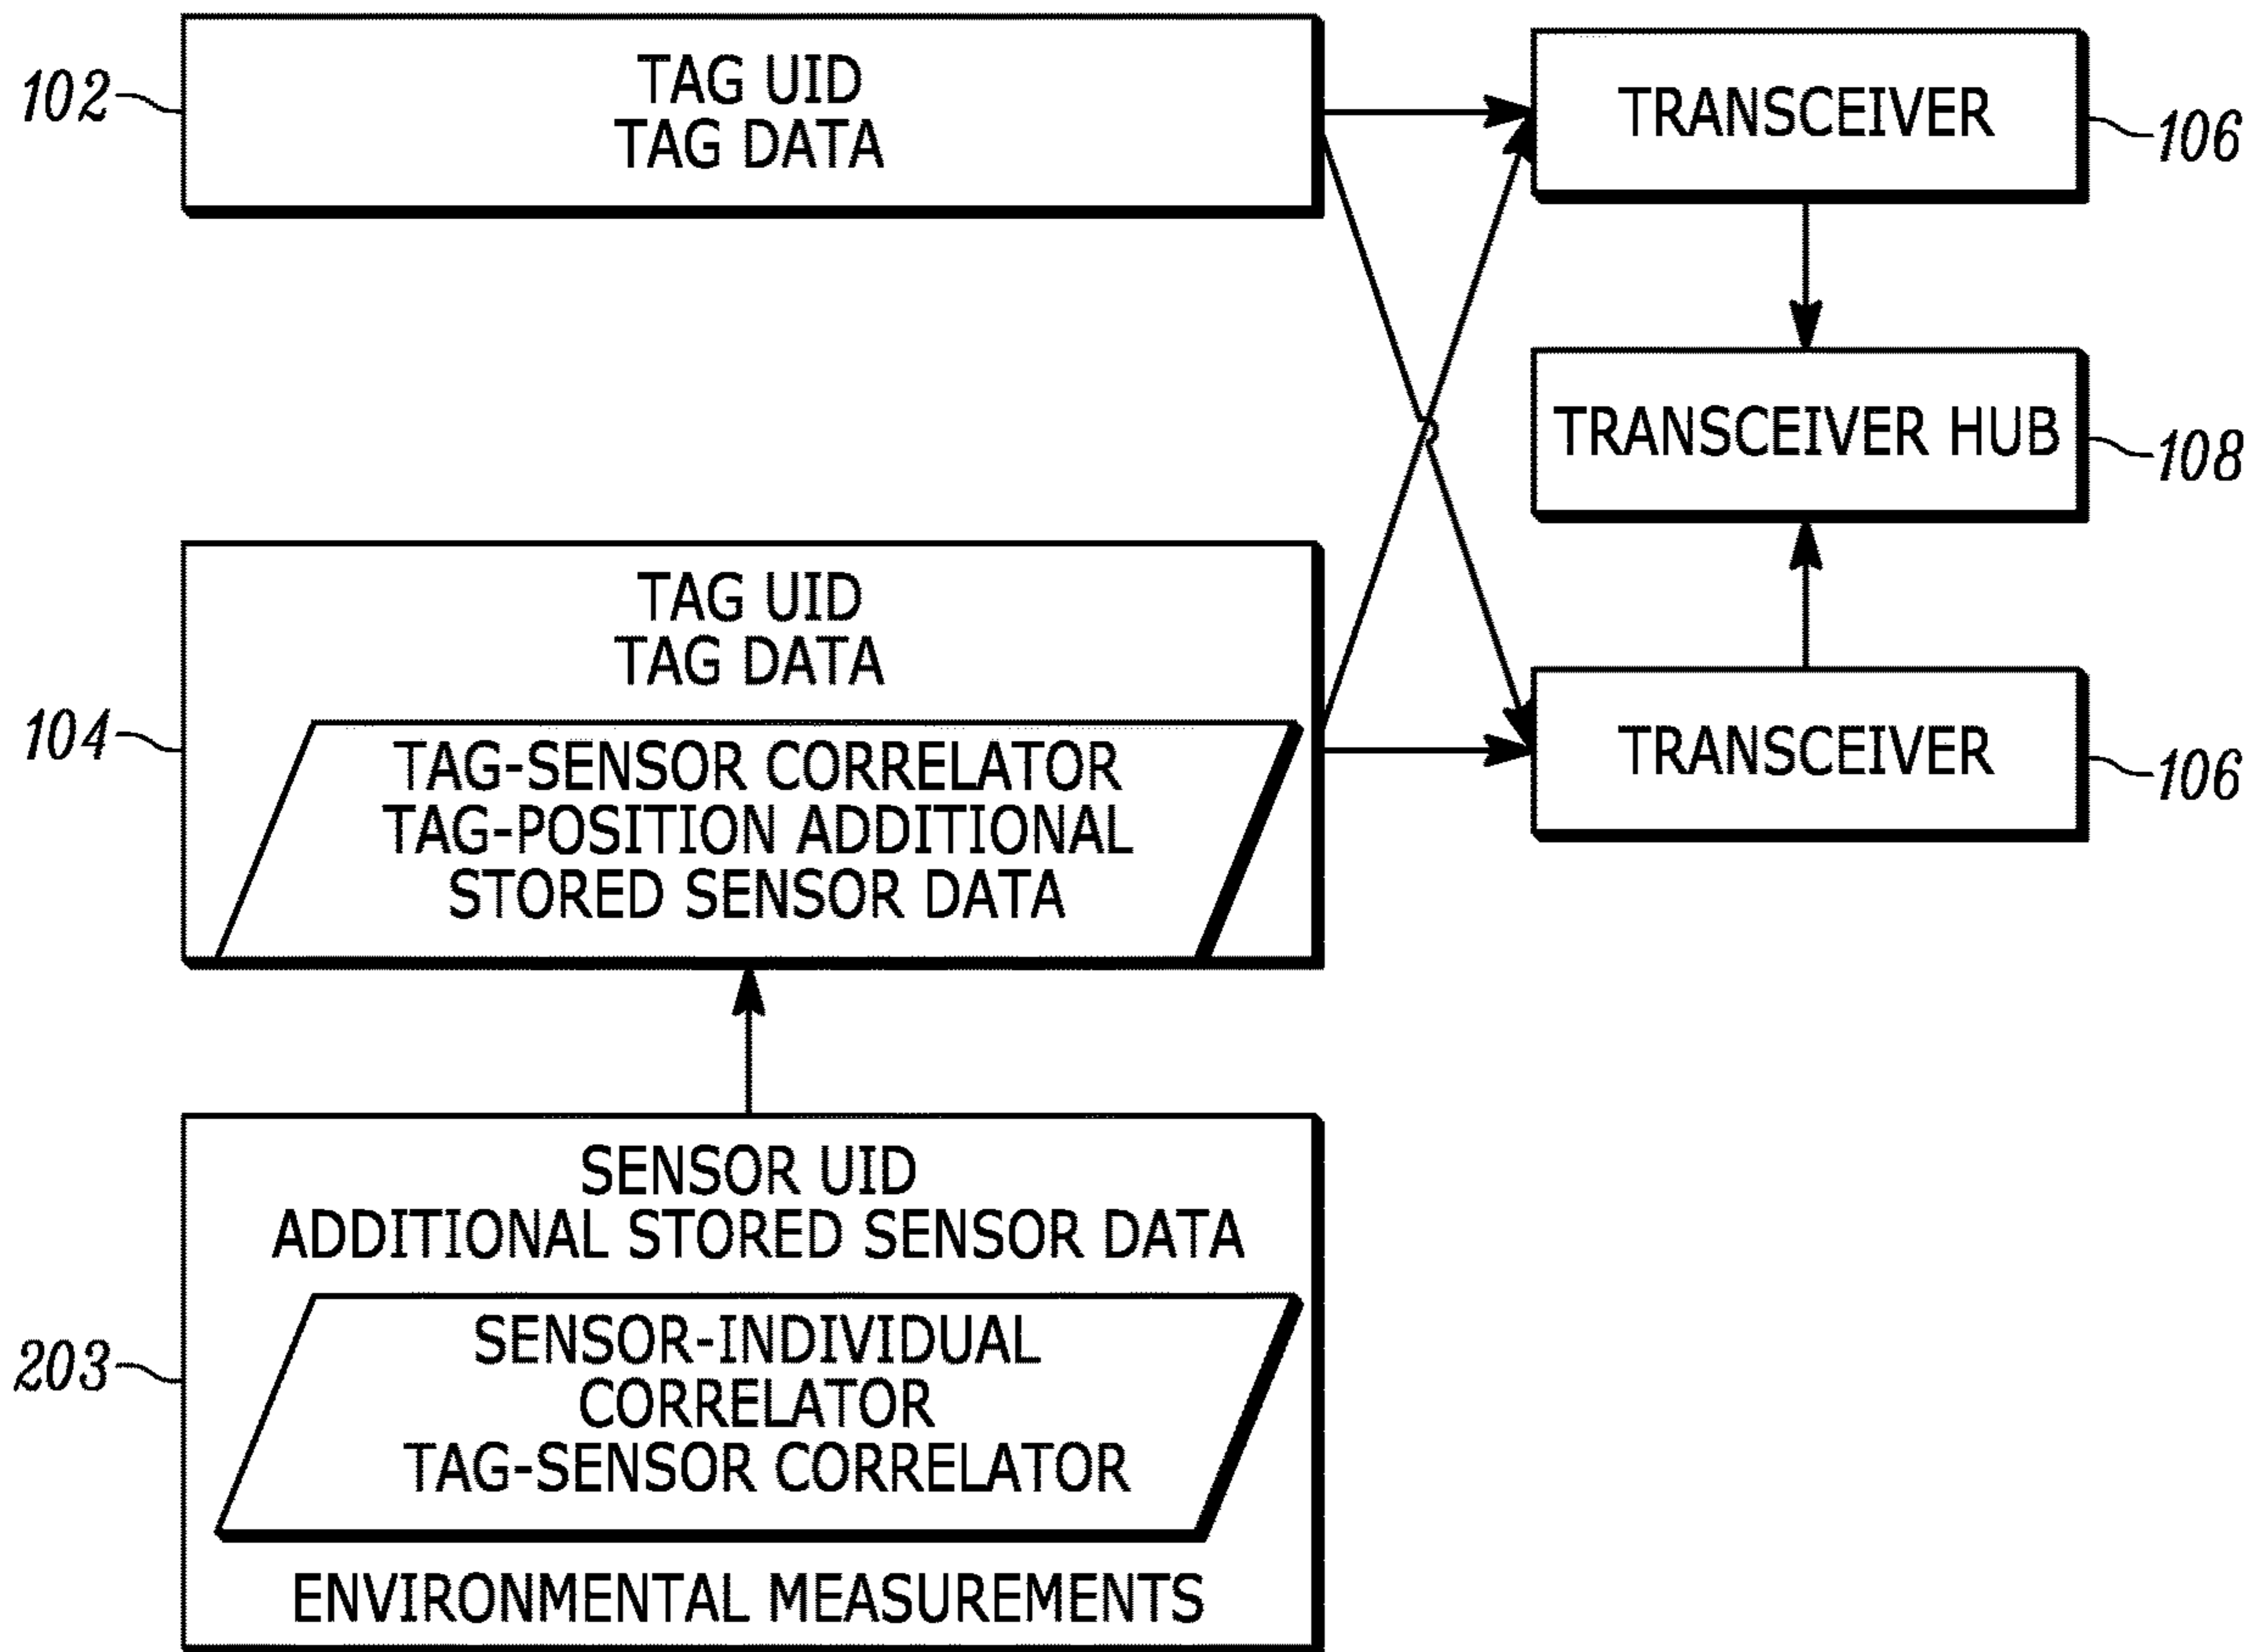 102
TAG UID
TAG DATA
TRANSCEIVER
106
TRANSCEIVER HUB
108
104
TAG UID
TAG DATA
TAG-SENSOR CORRELATOR
TAG-POSITION ADDITIONAL
STORED SENSOR DATA
TRANSCEIVER
106
203
SENSOR UID
ADDITIONAL STORED SENSOR DATA
SENSOR-INDIVIDUAL
CORRELATOR
TAG-SENSOR CORRELATOR
ENVIRONMENTAL MEASUREMENTS